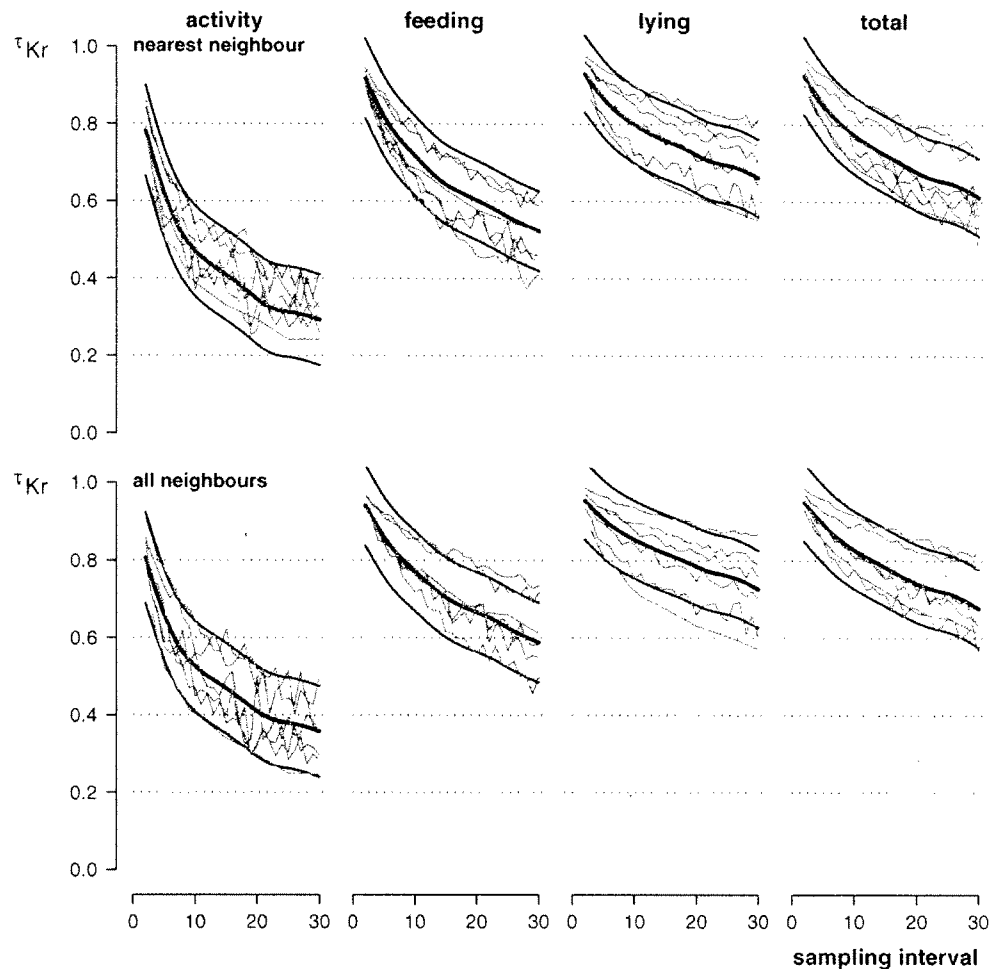 activity feeding lying total
τKr nearest neighbour
1.0
0.8
0.6
0.4
0.2
0.0
τKr all neighbours
1.0
0.8
0.6
0.4
0.2
0.0
0 10 20 30 0 10 20 30 0 10 20 30 0 10 20 30
sampling interval